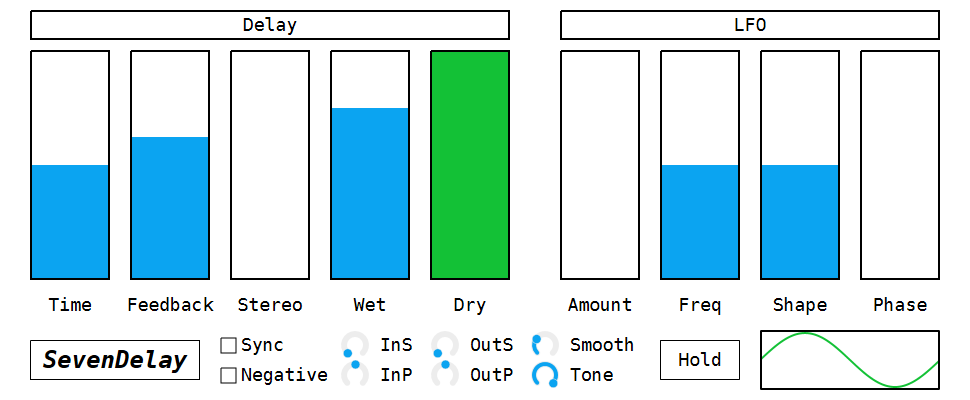 Delay LFO
Time Feedback Stereo Wet Dry Amount Freq Shape Phase
Sync InS OutS Smooth
SevenDelay Hold
Negative InP OutP Tone